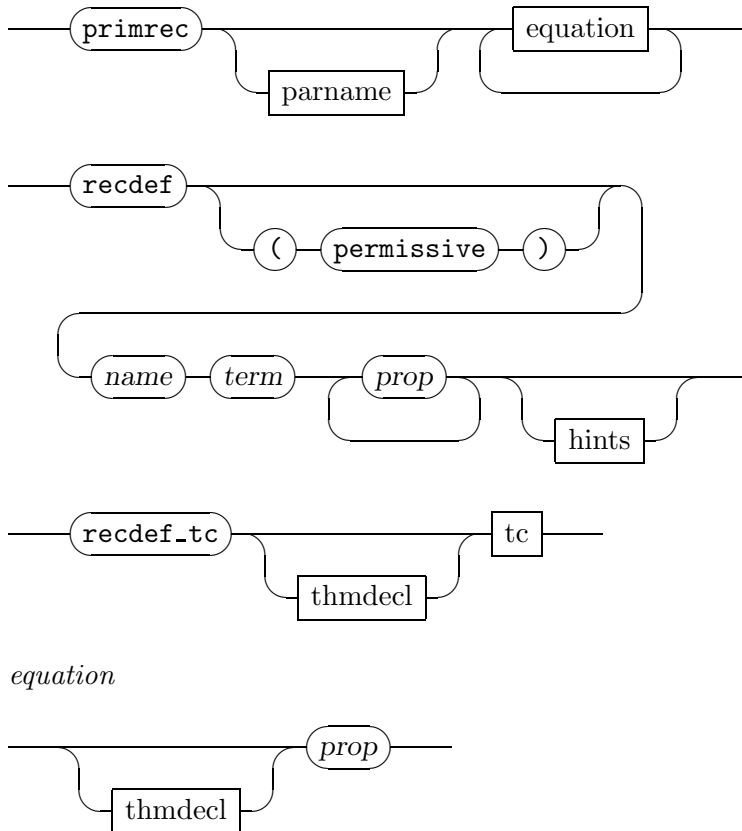 primrec equation
parname
recdef
( permissive )
name term prop
hints
recdef_tc tc
thmdecl
equation
prop
thmdecl